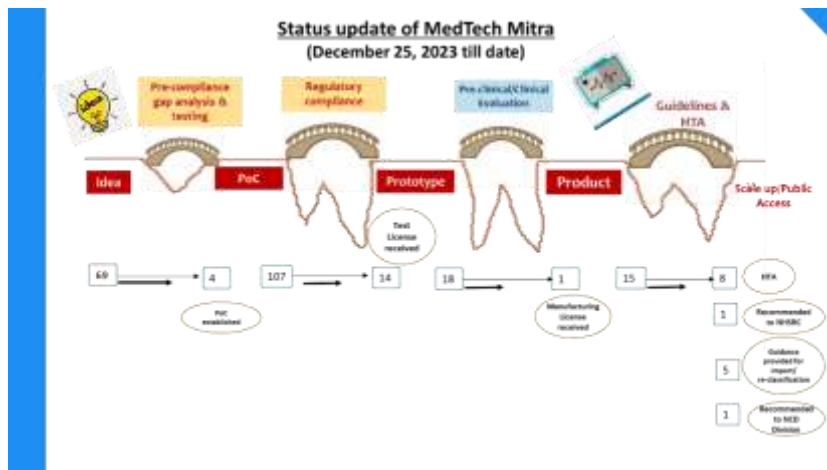 Status update of MedTech Mitra
(December 25, 2023 till date)
Pre-compliance
gap analysis &
testing
Regulatory
compliance
Pre-clinical/Clinical
Evaluation
Guidelines &
HTA
Idea
PoC
Prototype
Product
Scale up/Public
Access
Test
License
received
69
4
107
14
18
1
15
8
HTA
PoC
established
Manufacturing
License
received
1
Recommended
to NHSRC
5
Guidance
provided for
import/
re-classification
1
Recommended
to NCD
Division